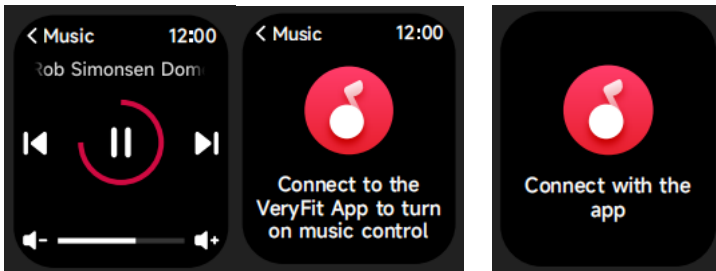 < Music 12:00
Rob Simonsen Dom
< Music 12:00
Connect to the
VeryFit App to turn
on music control
Connect with the
app